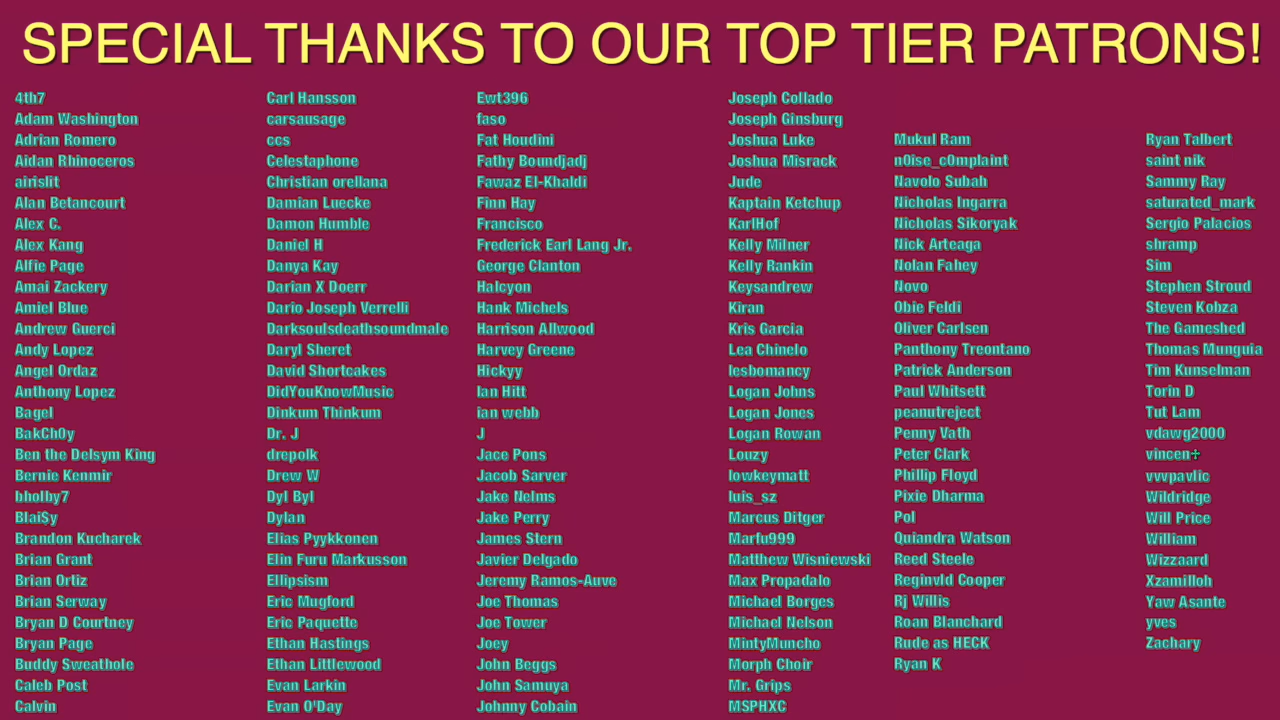 SPECIAL THANKS TO OUR TOP TIER PATRONS!
4th7
Adam Washington
Adrian Romero
Aidan Rhinoceros
airislit
Alan Betancourt
Alex C.
Alex Kang
Alfie Page
Amai Zackery
Amiel Blue
Andrew Guerci
Andy Lopez
Angel Ordaz
Anthony Lopez
Bagel
BakCh0y
Ben the Delsym King
Bernie Kenmir
bholby7
Blai$y
Brandon Kucharek
Brian Grant
Brian Ortiz
Brian Serway
Bryan D Courtney
Bryan Page
Buddy Sweathole
Caleb Post
Calvin
Carl Hansson
carsausage
ccs
Celestaphone
Christian orellana
Damian Luecke
Damon Humble
Daniel H
Danya Kay
Darian X Doerr
Dario Joseph Verrelli
Darksoulsdeathsoundmale
Daryl Sheret
David Shortcakes
DidYouKnowMusic
Dinkum Thinkum
Dr. J
drepolk
Drew W
Dyl Byl
Dylan
Elias Pyykkonen
Elin Furu Markusson
Ellipsism
Eric Mugford
Eric Paquette
Ethan Hastings
Ethan Littlewood
Evan Larkin
Evan O'Day
Ewt396
faso
Fat Houdini
Fathy Boundjadj
Fawaz El-Khaldi
Finn Hay
Francisco
Frederick Earl Lang Jr.
George Clanton
Halcyon
Hank Michels
Harrison Allwood
Harvey Greene
Hickyy
Ian Hitt
ian webb
J
Jace Pons
Jacob Sarver
Jake Nelms
Jake Perry
James Stern
Javier Delgado
Jeremy Ramos-Auve
Joe Thomas
Joe Tower
Joey
John Beggs
John Samuya
Johnny Cobain
Joseph Collado
Joseph Ginsburg
Joshua Luke
Joshua Misrack
Jude
Kaptain Ketchup
KarlHof
Kelly Milner
Kelly Rankin
Keysandrew
Kiran
Kris Garcia
Lea Chinelo
lesbomancy
Logan Johns
Logan Jones
Logan Rowan
Louzy
lowkeymatt
luis_sz
Marcus Ditger
Marfu999
Matthew Wisniewski
Max Propadalo
Michael Borges
Michael Nelson
MintyMuncho
Morph Choir
Mr. Grips
MSPHXC
Mukul Ram
n0ise_c0mplaint
Navolo Subah
Nicholas Ingarra
Nicholas Sikoryak
Nick Arteaga
Nolan Fahey
Novo
Obie Feldi
Oliver Carlsen
Panthony Treontano
Patrick Anderson
Paul Whitsett
peanutreject
Penny Vath
Peter Clark
Phillip Floyd
Pixie Dharma
Pol
Quiandra Watson
Reed Steele
Reginvld Cooper
Rj Willis
Roan Blanchard
Rude as HECK
Ryan K
Ryan Talbert
saint nik
Sammy Ray
saturated_mark
Sergio Palacios
shramp
Sim
Stephen Stroud
Steven Kobza
The Gameshed
Thomas Munguia
Tim Kunselman
Torin D
Tut Lam
vdawg2000
vincen✝
vvvpavlic
Wildridge
Will Price
William
Wizzaard
Xzamilloh
Yaw Asante
yves
Zachary